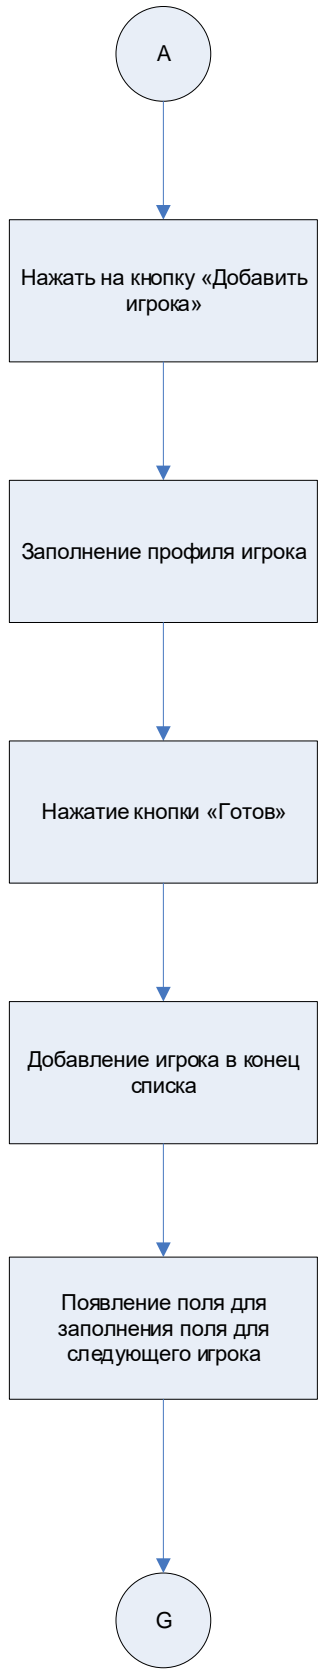 A
Нажать на кнопку «Добавить
игрока»
Заполнение профиля игрока
Нажатие кнопки «Готов»
Добавление игрока в конец
списка
Появление поля для
заполнения поля для
следующего игрока
G